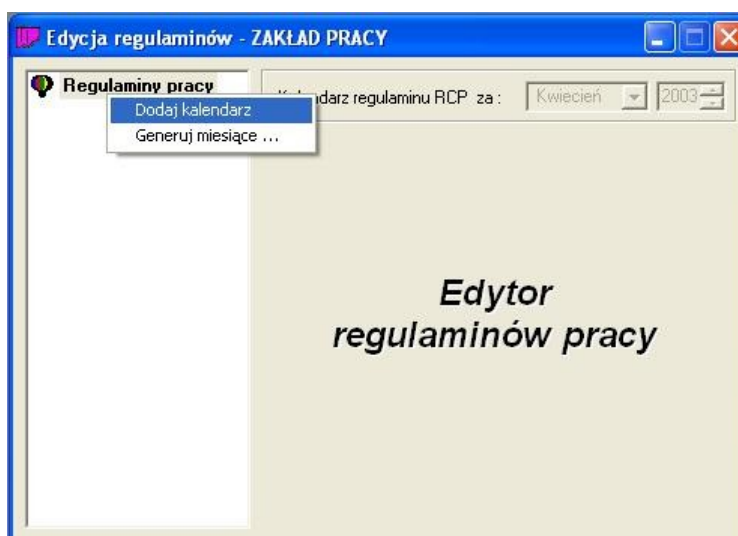 Edycja regulaminów - ZAKŁAD PRACY
Regulaminy pracy
Dodaj kalendarz
Generuj miesiące ...
regulaminu RCP za :
Kwiecień
2003
Edytor
regulaminów pracy